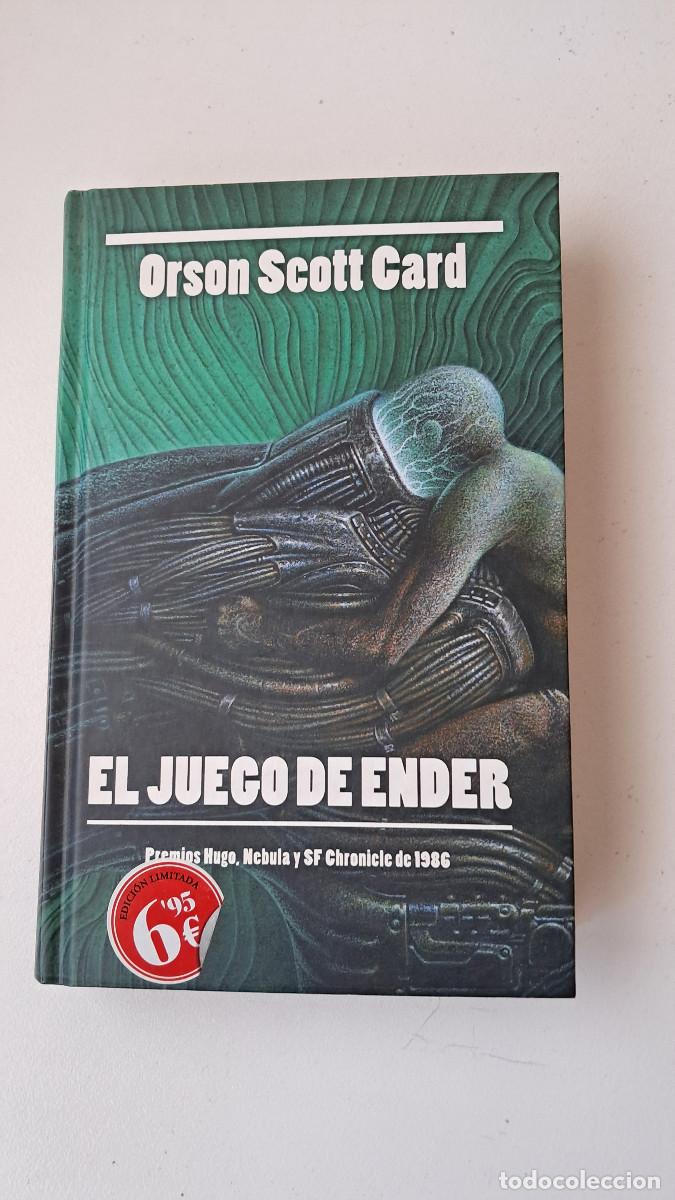 Orson Scott Card
EL JUEGO DE ENDER
Premios Hugo, Nebula y SF Chronicle de 1986
EDICIÓN LIMITADA
6'95 €
todocoleccion